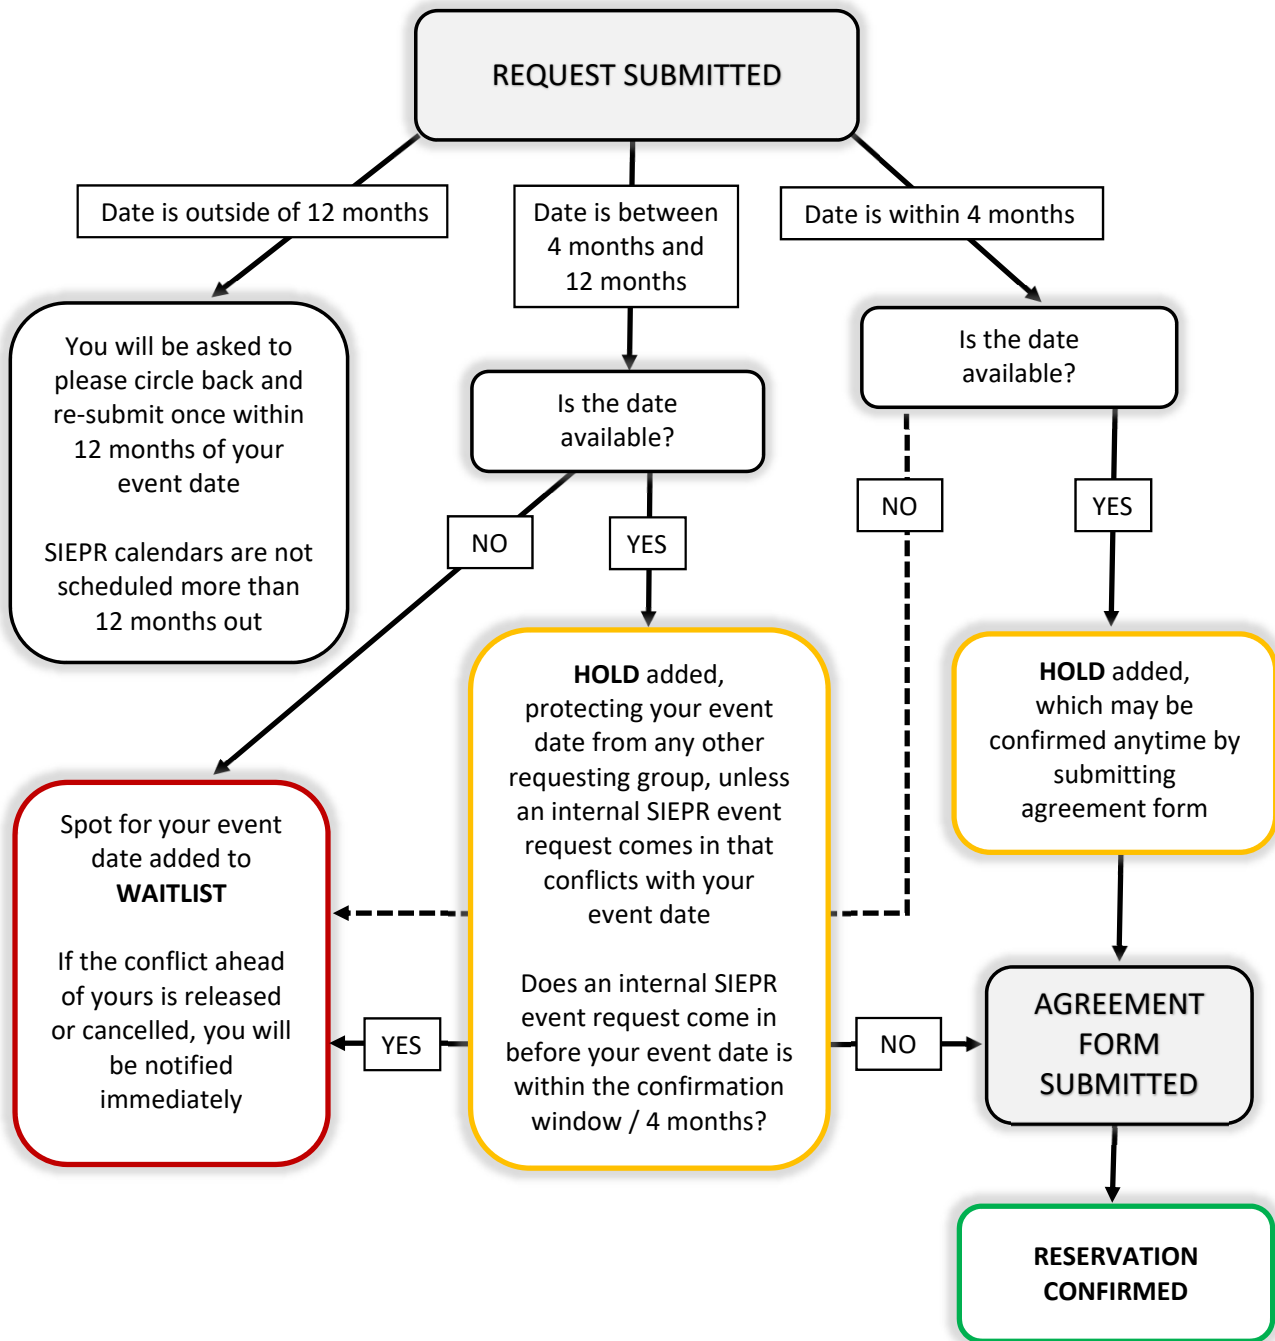 REQUEST SUBMITTED
Date is outside of 12 months
Date is between
4 months and
12 months
Date is within 4 months
You will be asked to
please circle back and
re-submit once within
12 months of your
event date
SIEPR calendars are not
scheduled more than
12 months out
Is the date
available?
Is the date
available?
NO
YES
NO
YES
HOLD added,
protecting your event
date from any other
requesting group, unless
an internal SIEPR event
request comes in that
conflicts with your
event date
Does an internal SIEPR
event request come in
before your event date is
within the confirmation
window / 4 months?
HOLD added,
which may be
confirmed anytime by
submitting
agreement form
Spot for your event
date added to
WAITLIST
If the conflict ahead
of yours is released
or cancelled, you will
be notified
immediately
YES
NO
AGREEMENT
FORM
SUBMITTED
RESERVATION
CONFIRMED